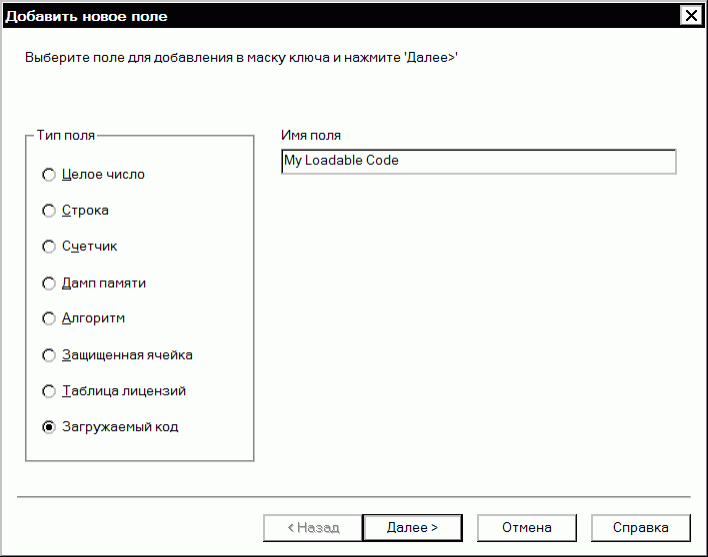 Добавить новое поле
Выберите поле для добавления в маску ключа и нажмите 'Далее>'
Тип поля
Целое число
Строка
Счетчик
Дамп памяти
Алгоритм
Защищенная ячейка
Таблица лицензий
Загружаемый код
Имя поля
My Loadable Code
< Назад
Далее >
Отмена
Справка